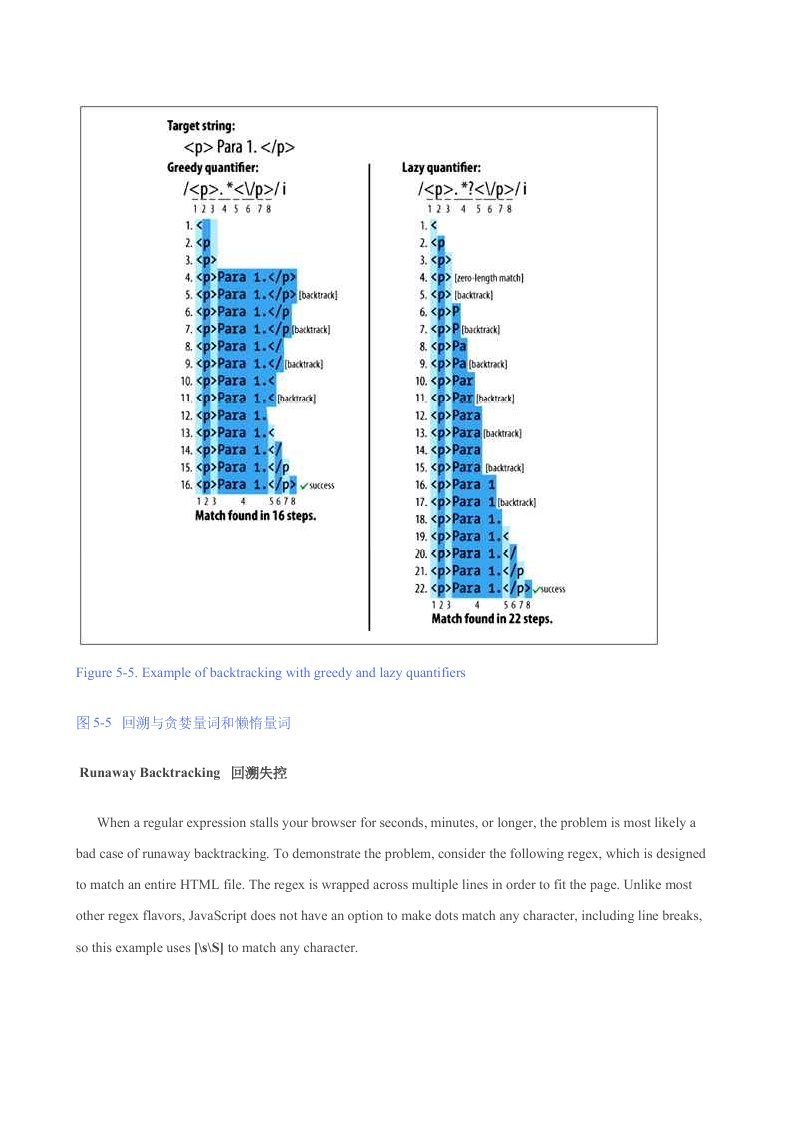 Target string:
<p> Para 1. </p>
Greedy quantifier:
/<p>. *<\/p>/ i
1 2 3 4 5 6 7 8
1. <
2. <p
3. <p>
4. <p>Para 1.</p>
5. <p>Para 1.</p> [backtrack]
6. <p>Para 1.</p
7. <p>Para 1.</p [backtrack]
8. <p>Para 1.</
9. <p>Para 1.</ [backtrack]
10. <p>Para 1.<
11. <p>Para 1.< [backtrack]
12. <p>Para 1.
13. <p>Para 1.<
14. <p>Para 1.</
15. <p>Para 1.</p
16. <p>Para 1.</p> ✓success
1 2 3 4 5 6 7 8
Match found in 16 steps.
Lazy quantifier:
/<p>. *?<\/p>/ i
1 2 3 4 5 6 7 8
1. <
2. <p
3. <p>
4. <p> [zero-length match]
5. <p> [backtrack]
6. <p>P
7. <p>P [backtrack]
8. <p>Pa
9. <p>Pa [backtrack]
10. <p>Par
11. <p>Par [backtrack]
12. <p>Para
13. <p>Para [backtrack]
14. <p>Para
15. <p>Para [backtrack]
16. <p>Para 1
17. <p>Para 1 [backtrack]
18. <p>Para 1.
19. <p>Para 1.<
20. <p>Para 1.</
21. <p>Para 1.</p
22. <p>Para 1.</p> ✓success
1 2 3 4 5 6 7 8
Match found in 22 steps.
Figure 5-5. Example of backtracking with greedy and lazy quantifiers
图 5-5 回溯与贪婪量词和懒惰量词
Runaway Backtracking 回溯失控
When a regular expression stalls your browser for seconds, minutes, or longer, the problem is most likely a
bad case of runaway backtracking. To demonstrate the problem, consider the following regex, which is designed
to match an entire HTML file. The regex is wrapped across multiple lines in order to fit the page. Unlike most
other regex flavors, JavaScript does not have an option to make dots match any character, including line breaks,
so this example uses [\s\S] to match any character.